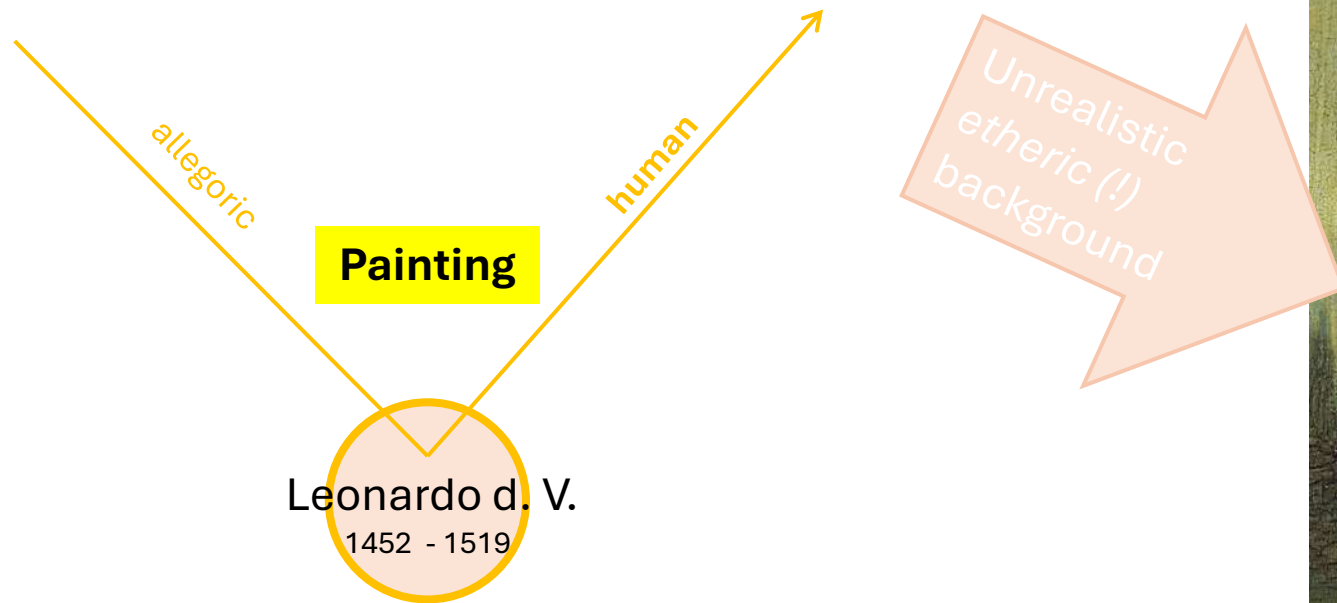 allegoric
human
Painting
Leonardo d. V.
1452 - 1519
Unrealistic
etheric (!)
background